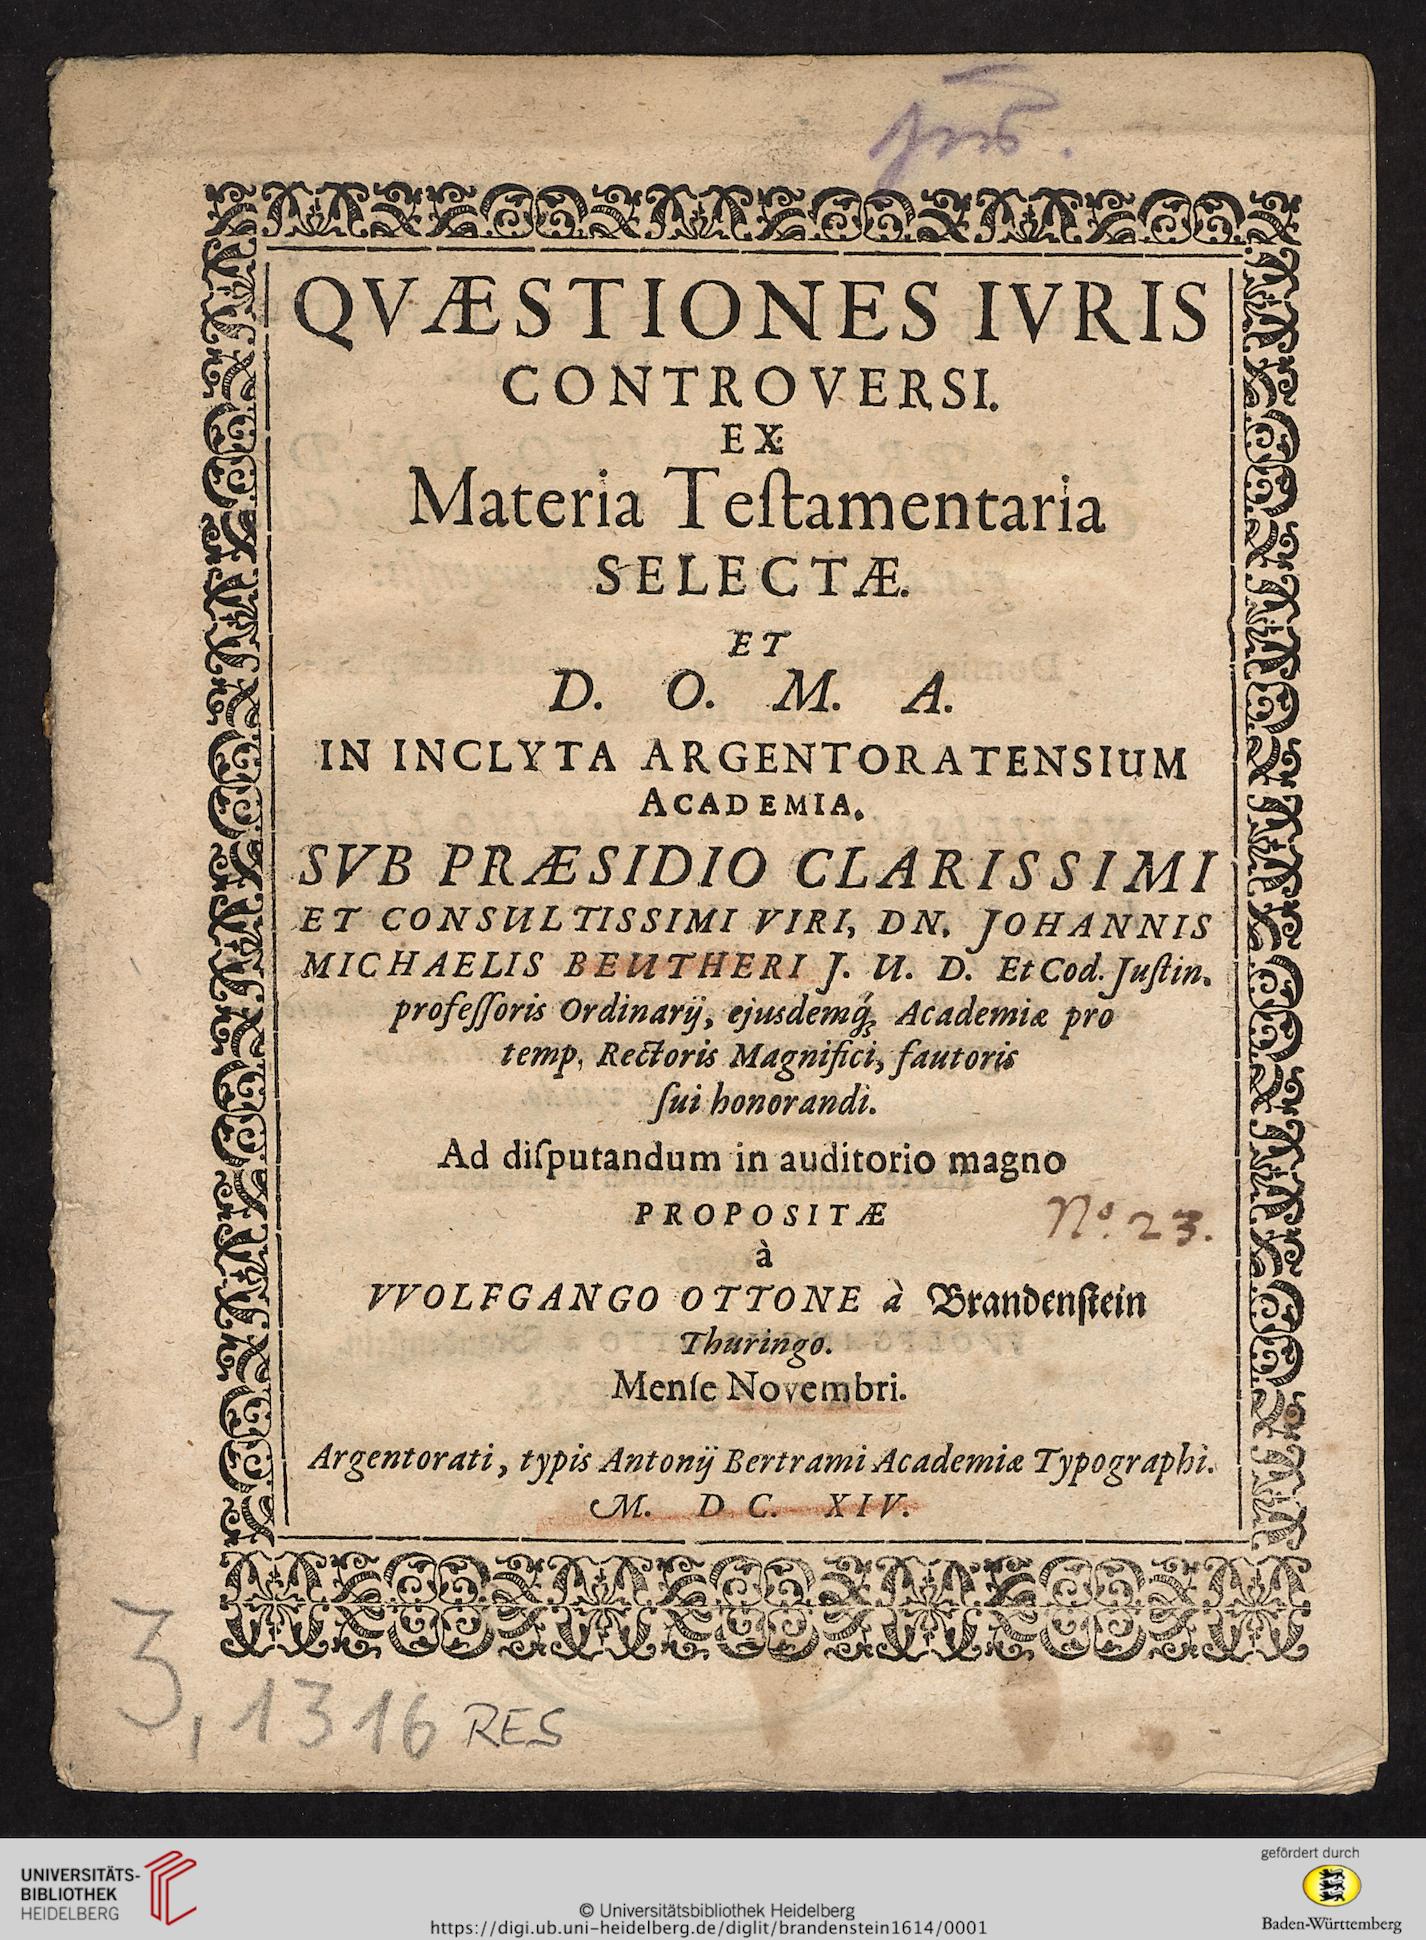 jus.
QVÆSTIONES IVRIS
CONTROVERSI.
EX
Materia Teſtamentaria
SELECTÆ.
ET
D. O. M. A.
IN INCLYTA ARGENTORATENSIUM
ACADEMIA.
SVB PRÆSIDIO CLARISSIMI
ET CONSULTISSIMI VIRI, DN. JOHANNIS
MICHAELIS BEUTHERI J. U. D. Et Cod. Juſtin.
profeſſoris Ordinarij, ejusdemq́; Academiæ pro
temp. Rectoris Magnifici, fautoris
ſui honorandi.
Ad diſputandum in auditorio magno
PROPOSITÆ
No. 23.
à
VVOLFGANGO OTTONE à Brandenſtein
Thuringo.
Menſe Novembri.
Argentorati, typis Antonij Bertrami Academiæ Typographi.
M. DC. XIV.
3, 1316 RES
UNIVERSITÄTS-
BIBLIOTHEK
HEIDELBERG
© Universitätsbibliothek Heidelberg
https://digi.ub.uni-heidelberg.de/diglit/brandenstein1614/0001
gefördert durch
Baden-Württemberg